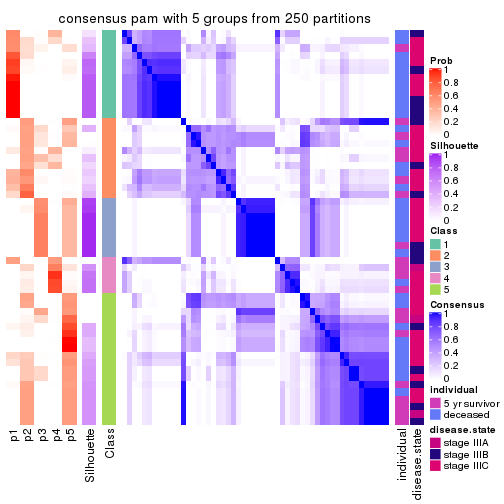 consensus pam with 5 groups from 250 partitions
Prob
1
0.8
0.6
0.4
0.2
0
Silhouette
1
0.8
0.6
0.4
0.2
0
Class
1
2
3
4
5
Consensus
1
0.8
0.6
0.4
0.2
0
individual
5 yr survivor
deceased
disease.state
stage IIIA
stage IIIB
stage IIIC
p1
p2
p3
p4
p5
Silhouette
Class
individual
disease.state